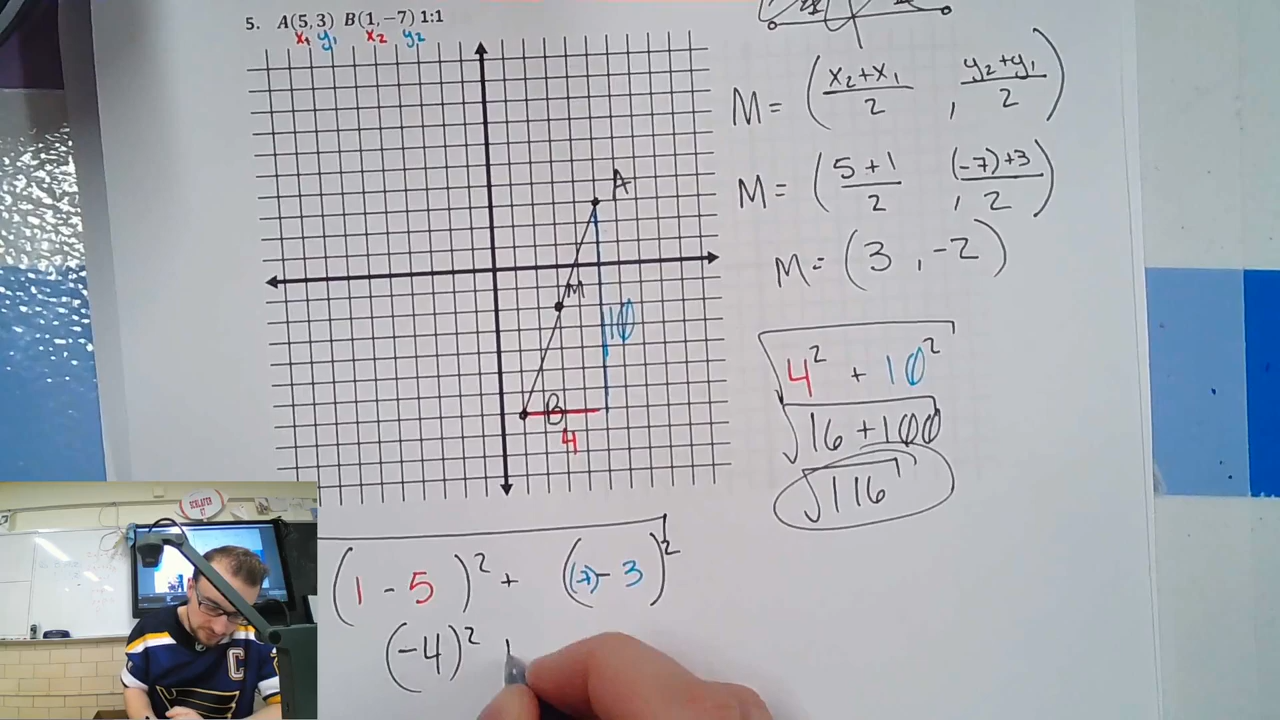 5. A(5,3) B(1,−7) 1:1
x₁ y₁ x₂ y₂
M = ( (x₂+x₁)/2 , (y₂+y₁)/2 )
M = ( (5+1)/2 , ((-7)+3)/2 )
M = (3, -2)
A
M
10
B
4
√(4² + 10²)
√(16 + 100)
√116
(1 - 5)² + ((-7) - 3)²
(-4)²
C